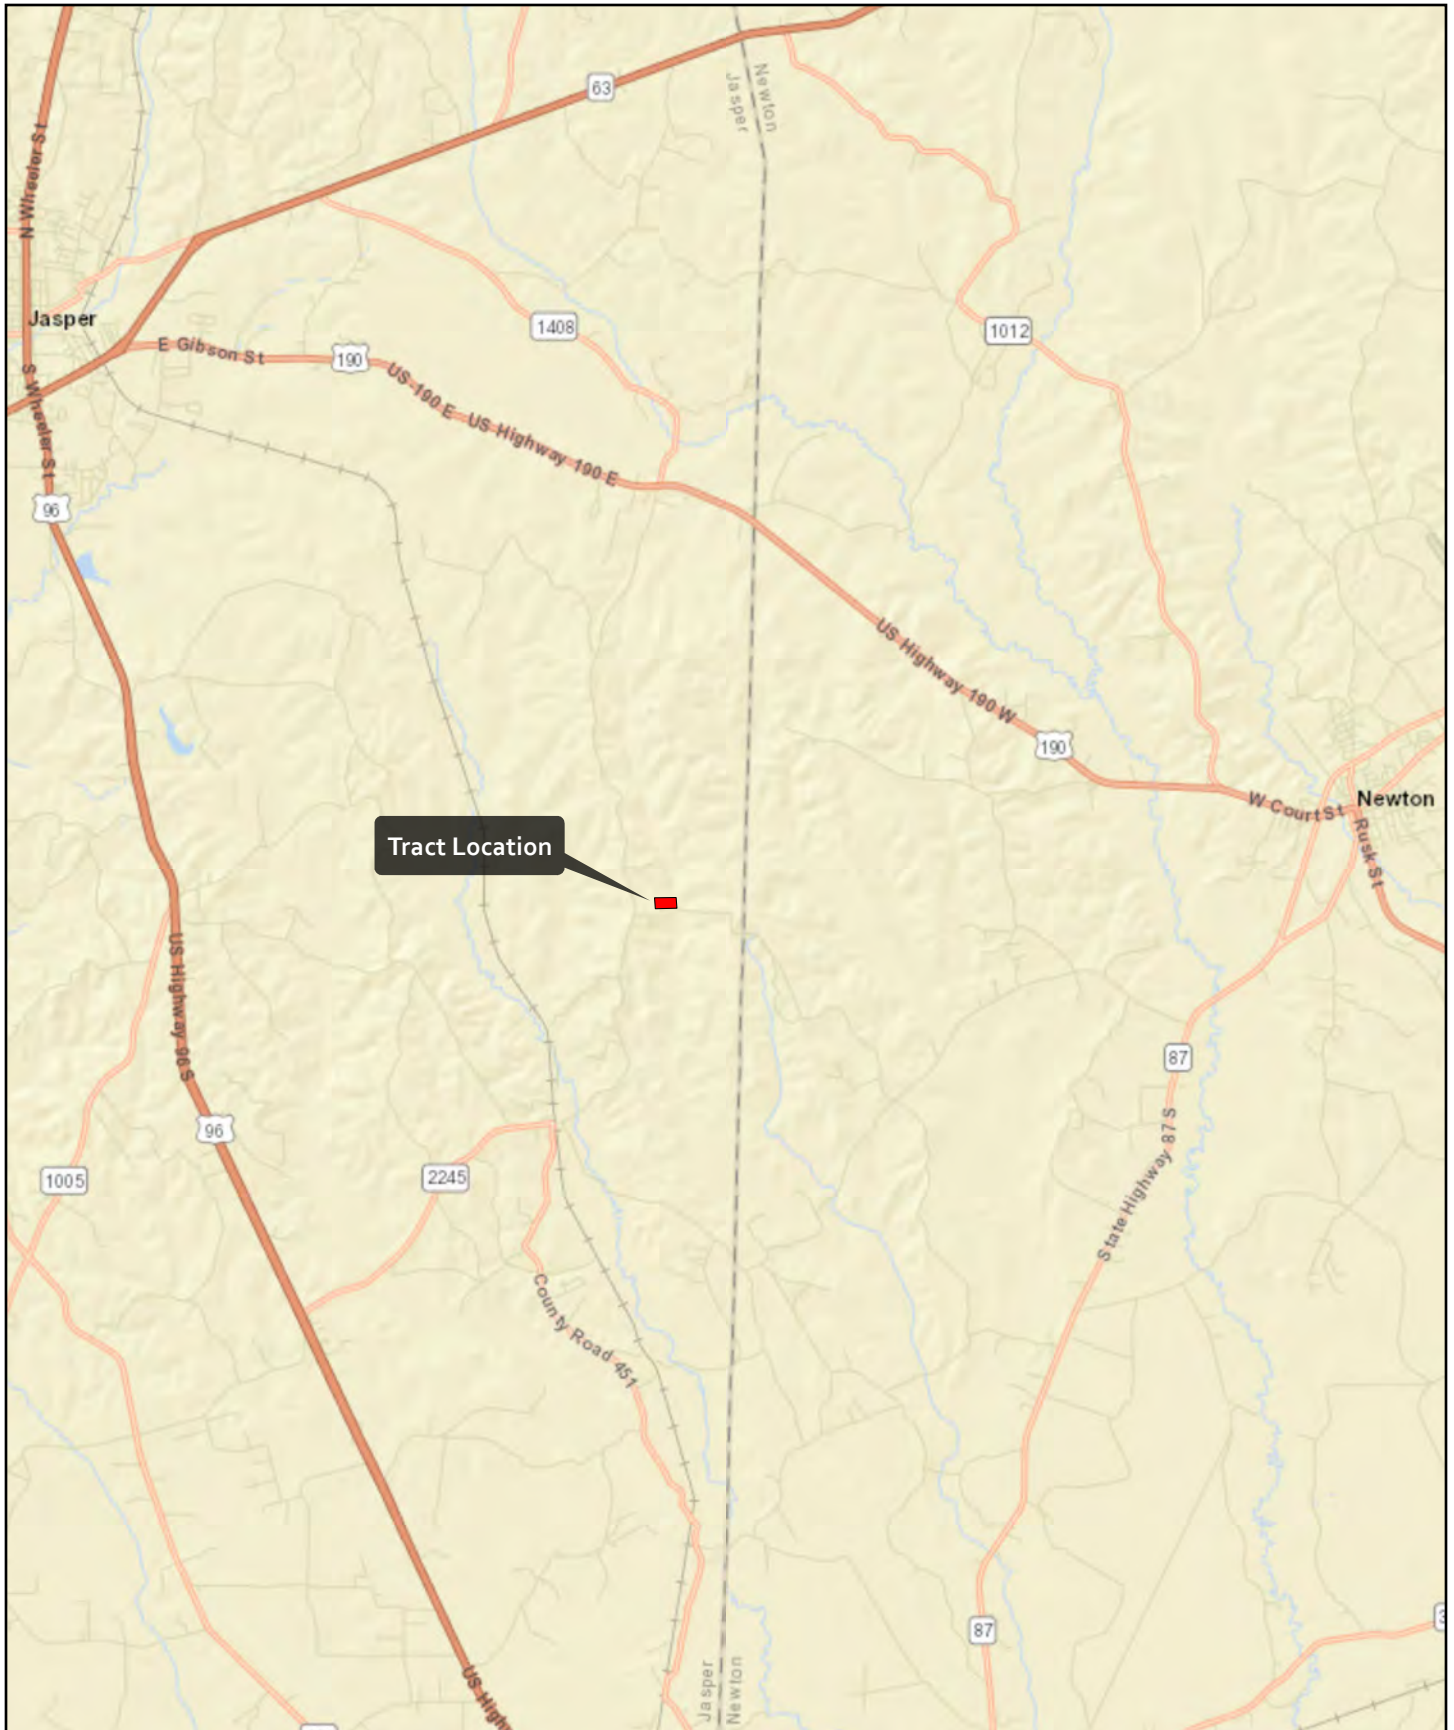 63
Newton
Jasper
N Wheeler St
Jasper
1408
1012
E Gibson St
190
US 190 E
US Highway 190 E
S Wheeler St
96
US Highway 190 W
190
W Court St
Newton
Rusk St
Tract Location
US Highway 96 S
87
96
State Highway 87 S
1005
2245
County Road 451
87
Jasper
Newton